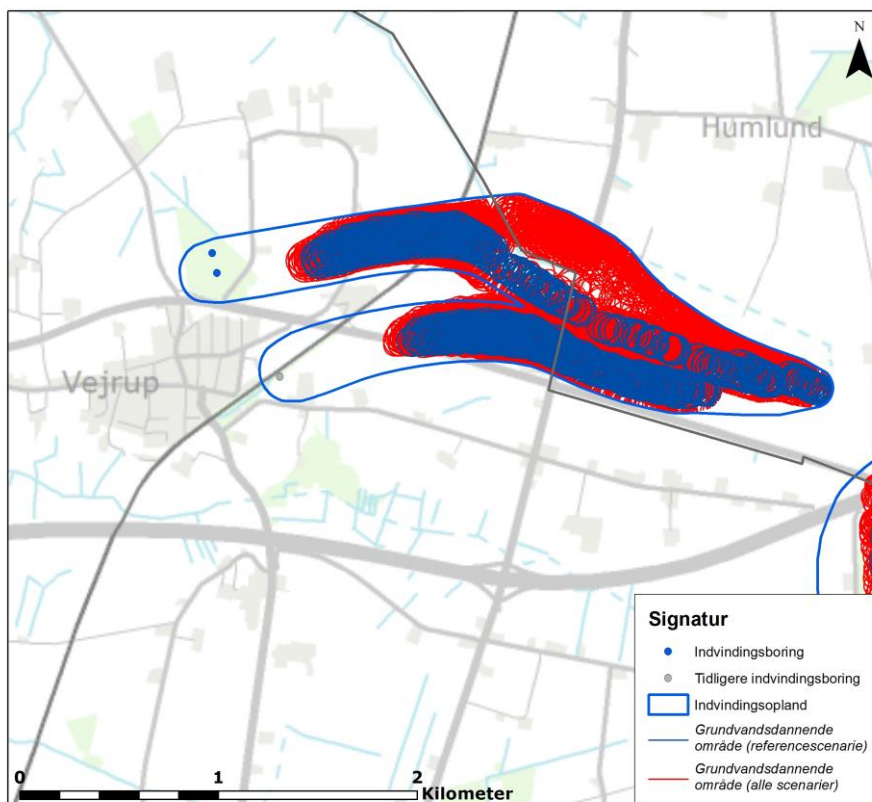 N
Humlund
Vejrup
Signatur
Indvindingsboring
Tidligere indvindingsboring
Indvindingsopland
Grundvandsdannende
område (referencescenarie)
Grundvandsdannende
område (alle scenarier)
0 1 2
Kilometer